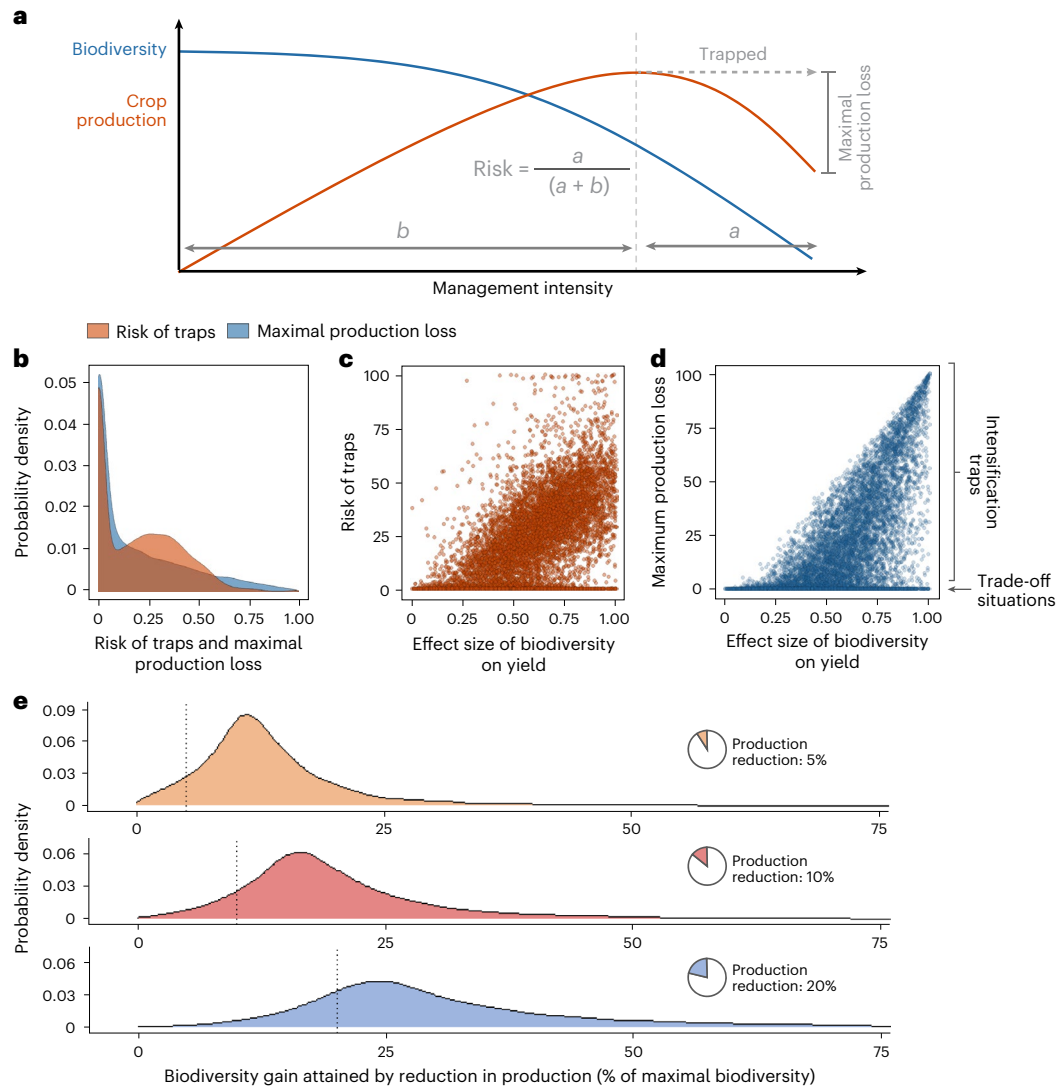 a
Biodiversity
Crop
production
Trapped
Maximal
production loss
Risk = a
(a + b)
b
a
Management intensity
Risk of traps
Maximal production loss
b
Probability density
0.05
0.04
0.03
0.02
0.01
0
0
0.25
0.50
0.75
1.00
Risk of traps and maximal
production loss
c
Risk of traps
100
75
50
25
0
0
0.25
0.50
0.75
1.00
Effect size of biodiversity
on yield
d
Maximum production loss
100
75
50
25
0
0
0.25
0.50
0.75
1.00
Effect size of biodiversity
on yield
Intensification
traps
Trade-off
situations
e
Probability density
0.09
0.06
0.03
0
0
25
50
75
Production
reduction: 5%
0.06
0.03
0
0
25
50
75
Production
reduction: 10%
0.06
0.03
0
0
25
50
75
Production
reduction: 20%
Biodiversity gain attained by reduction in production (% of maximal biodiversity)